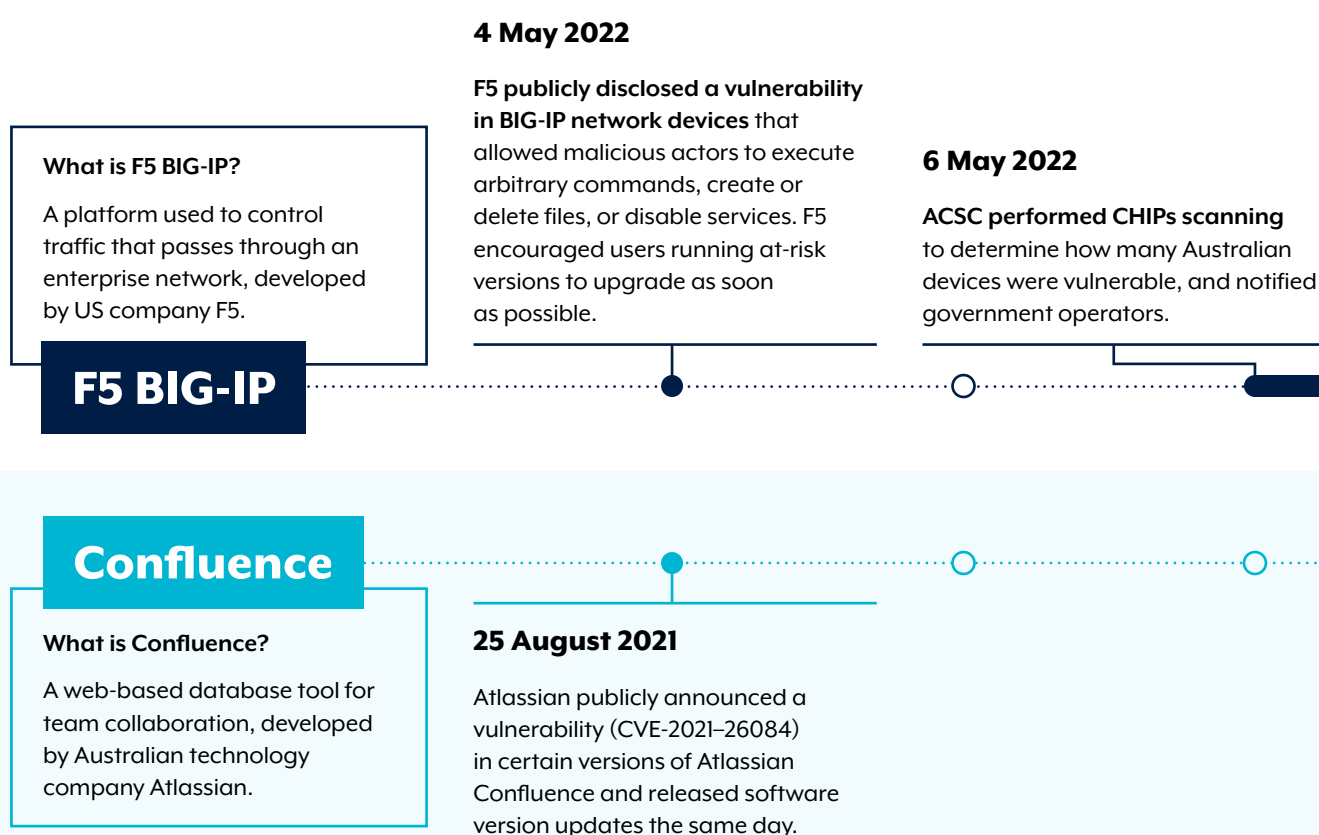 4 May 2022
F5 publicly disclosed a vulnerability
in BIG-IP network devices that
allowed malicious actors to execute
arbitrary commands, create or
delete files, or disable services. F5
encouraged users running at-risk
versions to upgrade as soon
as possible.
6 May 2022
ACSC performed CHIPs scanning
to determine how many Australian
devices were vulnerable, and notified
government operators.
What is F5 BIG-IP?
A platform used to control
traffic that passes through an
enterprise network, developed
by US company F5.
F5 BIG-IP
Confluence
What is Confluence?
A web-based database tool for
team collaboration, developed
by Australian technology
company Atlassian.
25 August 2021
Atlassian publicly announced a
vulnerability (CVE-2021–26084)
in certain versions of Atlassian
Confluence and released software
version updates the same day.